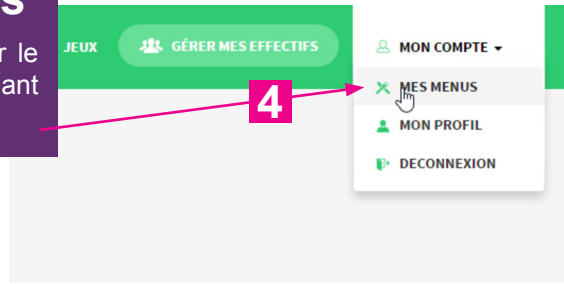 s
r le
ant
JEUX
GÉRER MES EFFECTIFS
MON COMPTE
4
MES MENUS
MON PROFIL
DECONNEXION